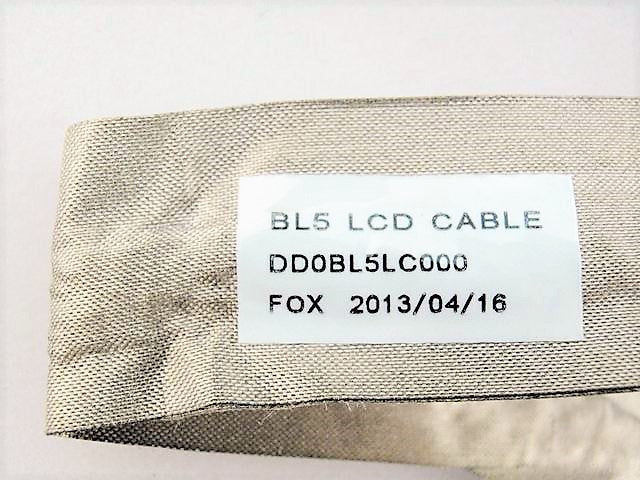 BL5 LCD CABLE
DD0BL5LC000
FOX 2013/04/16